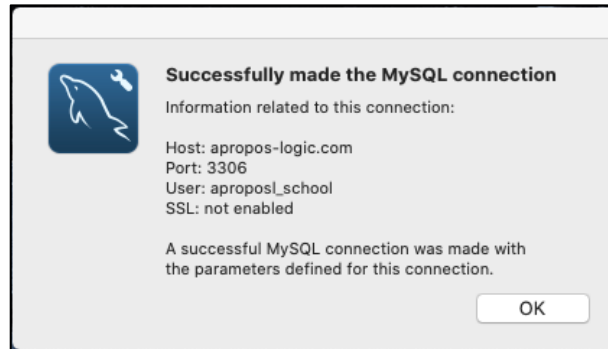 Successfully made the MySQL connection
Information related to this connection:
Host: apropos-logic.com
Port: 3306
User: aproposl_school
SSL: not enabled
A successful MySQL connection was made with
the parameters defined for this connection.
OK